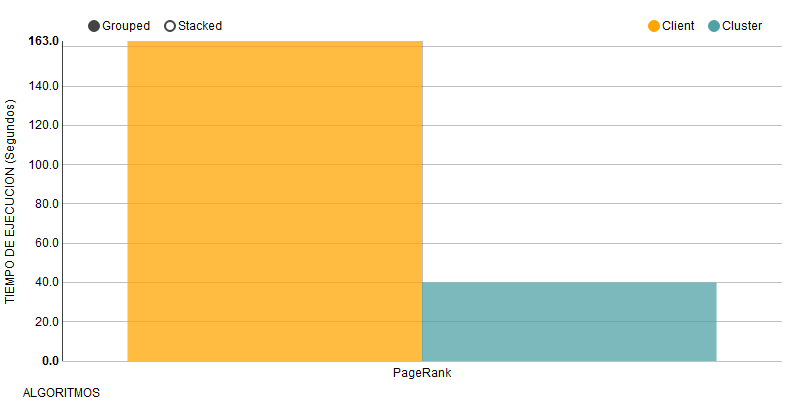 Grouped Stacked Client Cluster
163.0
140.0
120.0
100.0
80.0
60.0
40.0
20.0
0.0
TIEMPO DE EJECUCION (Segundos)
PageRank
ALGORITMOS